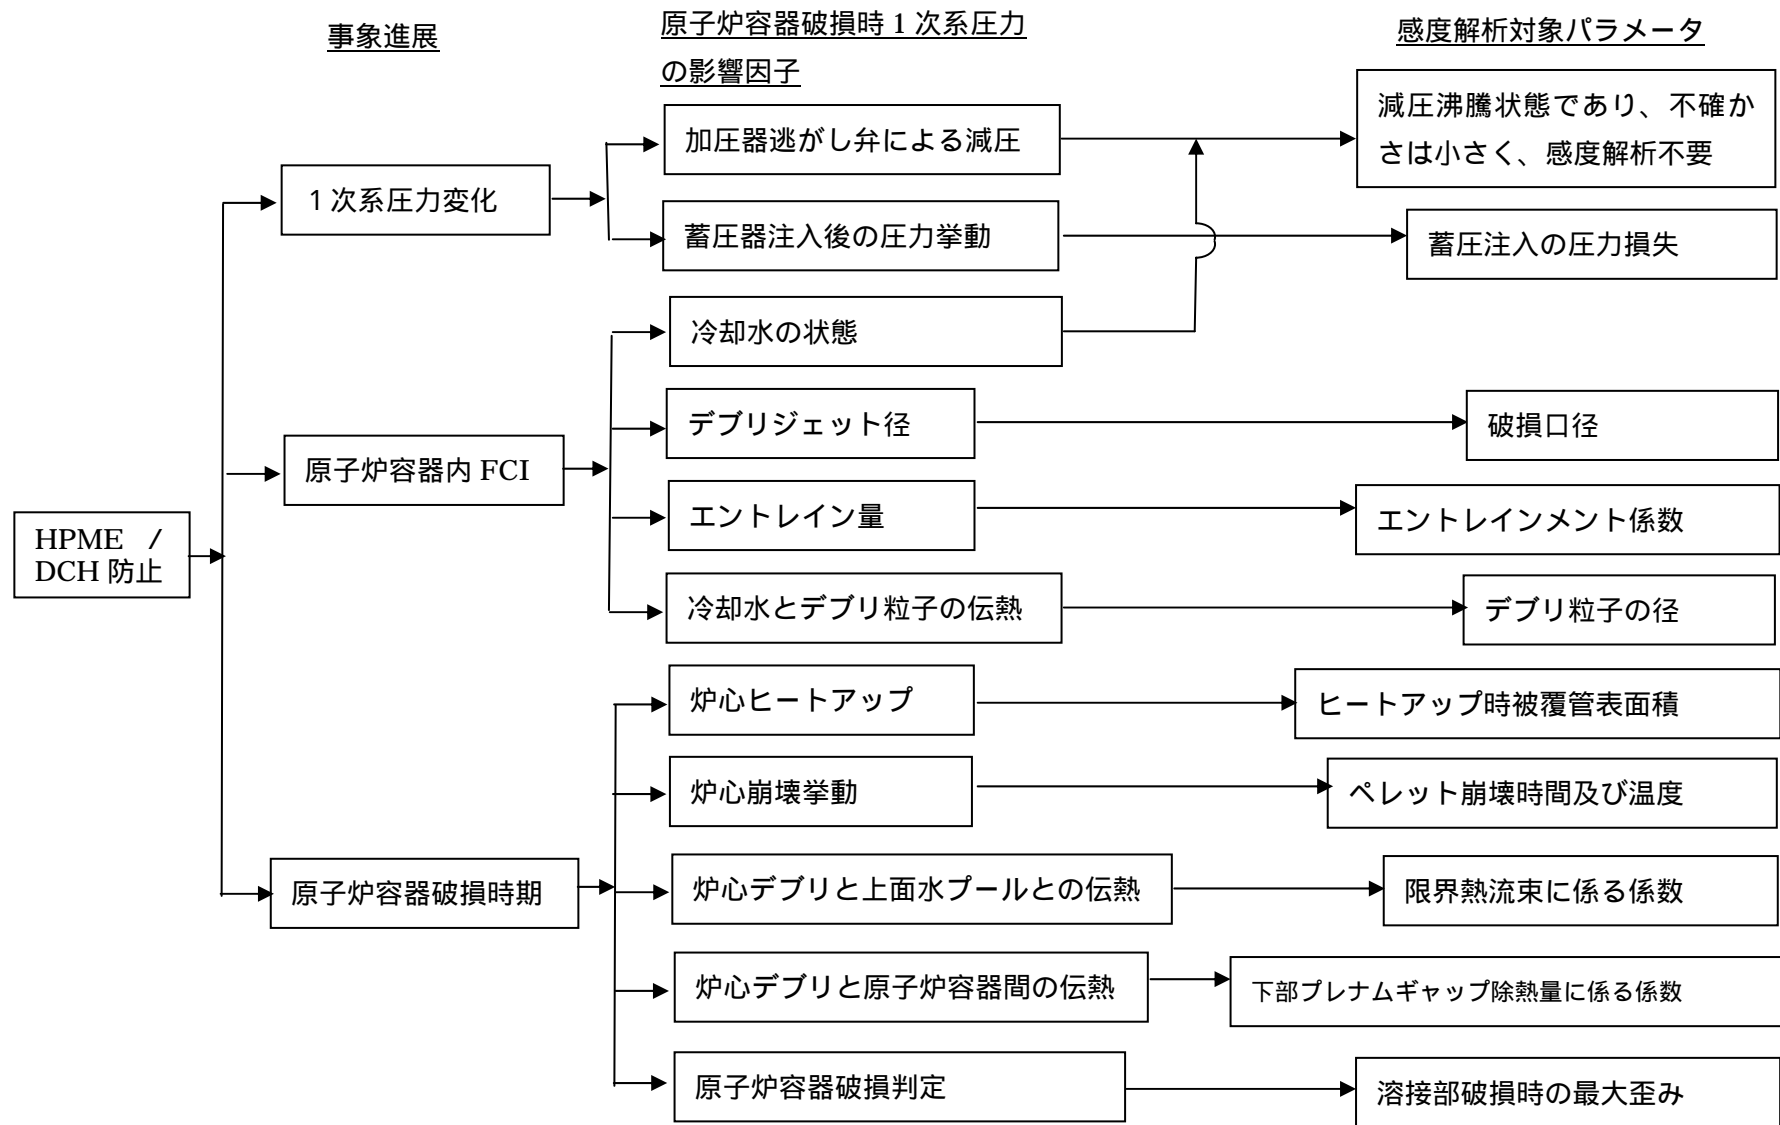 事象進展
原子炉容器破損時 1 次系圧力
の影響因子
感度解析対象パラメータ
加圧器逃がし弁による減圧
減圧沸騰状態であり、不確か
さは小さく、感度解析不要
1 次系圧力変化
蓄圧器注入後の圧力挙動
蓄圧注入の圧力損失
冷却水の状態
デブリジェット径
破損口径
原子炉容器内 FCI
エントレイン量
エントレインメント係数
HPME /
DCH 防止
冷却水とデブリ粒子の伝熱
デブリ粒子の径
炉心ヒートアップ
ヒートアップ時被覆管表面積
炉心崩壊挙動
ペレット崩壊時間及び温度
原子炉容器破損時期
炉心デブリと上面水プールとの伝熱
限界熱流束に係る係数
炉心デブリと原子炉容器間の伝熱
下部プレナムギャップ除熱量に係る係数
原子炉容器破損判定
溶接部破損時の最大歪み